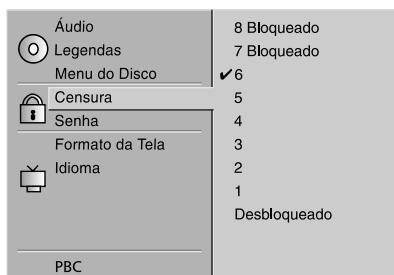 Áudio
Legendas
Menu do Disco
Censura
Senha
Formato da Tela
Idioma
PBC
8 Bloqueado
7 Bloqueado
✔6
5
4
3
2
1
Desbloqueado